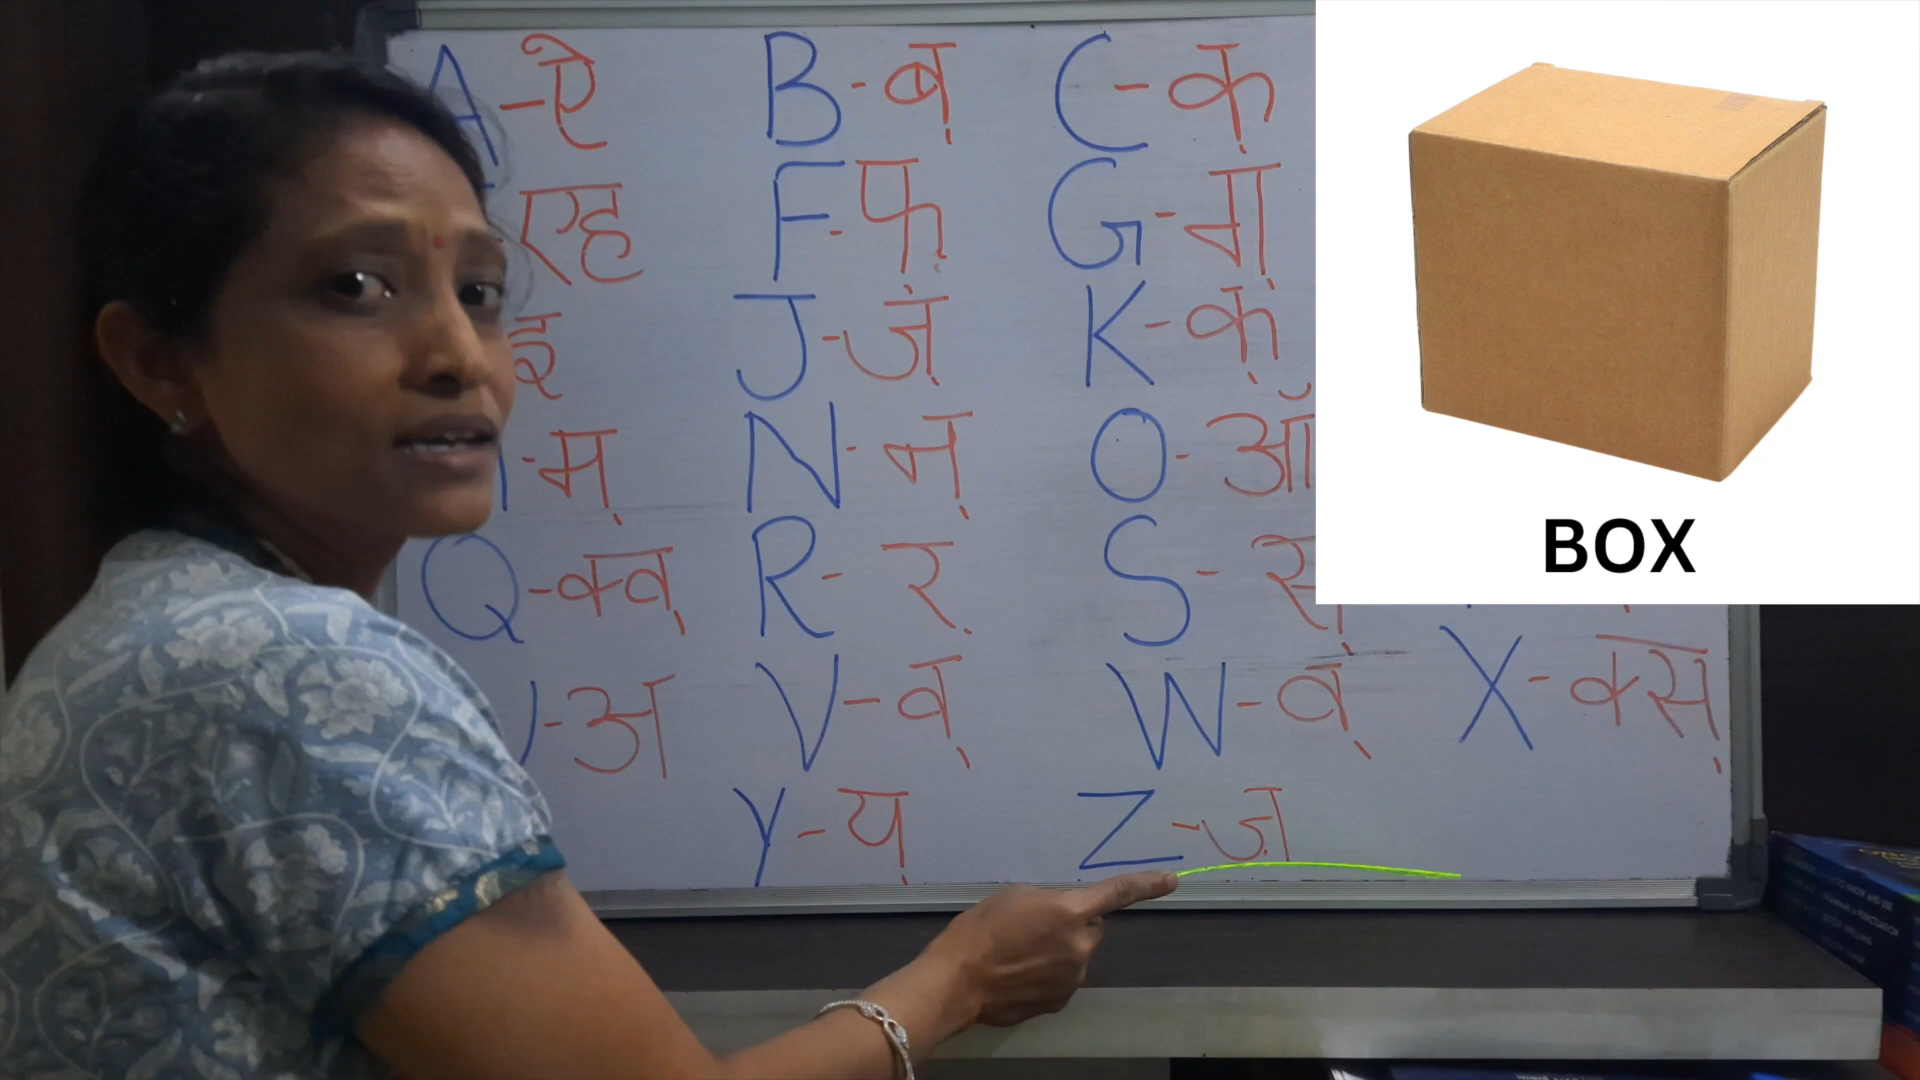 A - ऐ B - ब् C - क्
एह F - फ् G - ग्
इ J - ज् K - क्
- म् N - न् O - ऑ
Q - क्व् R - र् S - स्
- अ V - व् W - व् X - क्स्
Y - य् Z - ज़
BOX